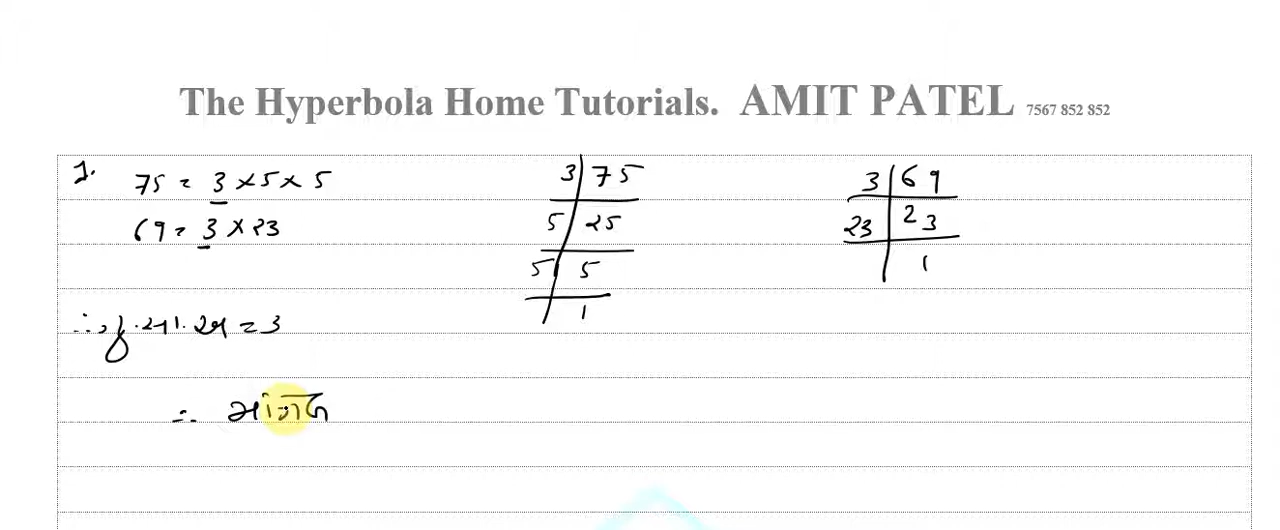 The Hyperbola Home Tutorials. AMIT PATEL 7567 852 852
1.
75 = 3 × 5 × 5
69 = 3 × 23
3 | 75
5 | 25
5 | 5
1
3 | 69
23 | 23
1
∴ ગુ.સા.અ = 3
∴